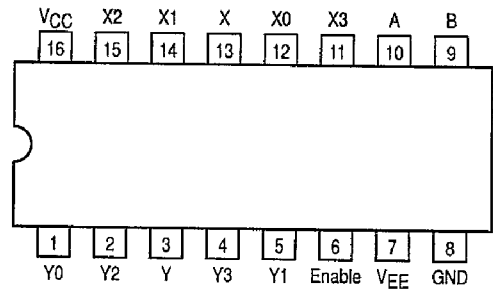 VCC X2 X1 X X0 X3 A B
16 15 14 13 12 11 10 9
1 2 3 4 5 6 7 8
Y0 Y2 Y Y3 Y1 Enable VEE GND